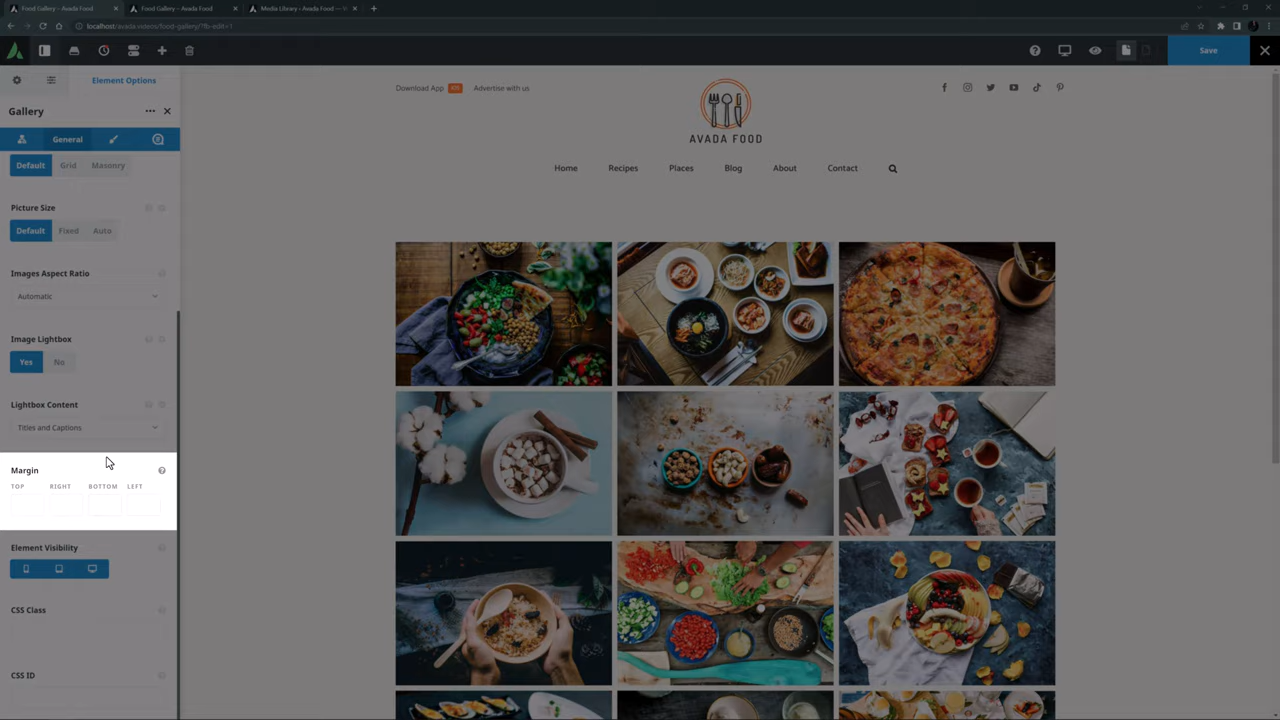 Food Gallery – Avada Food
Food Gallery – Avada Food
Media Library ‹ Avada Food — W
localhost/avada.videos/food-gallery/?fb-edit=1
Save
Element Options
Gallery
General
Default Grid Masonry
Picture Size
Default Fixed Auto
Images Aspect Ratio
Automatic
Image Lightbox
Yes No
Lightbox Content
Titles and Captions
Margin
TOP RIGHT BOTTOM LEFT
Element Visibility
CSS Class
CSS ID
Download App
Advertise with us
AVADA FOOD
Home Recipes Places Blog About Contact